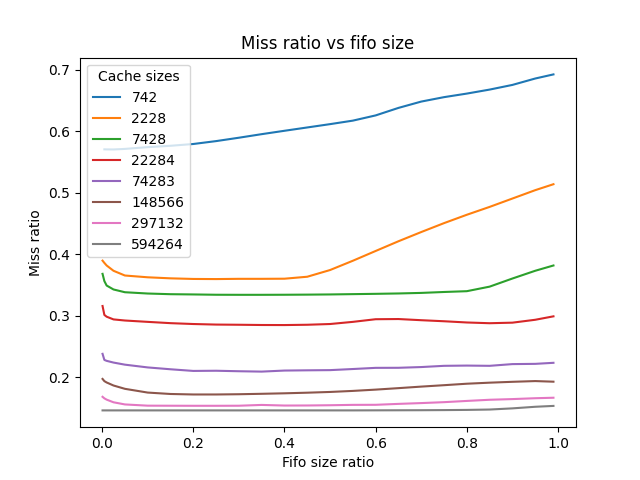 Miss ratio vs fifo size
Cache sizes
742
2228
7428
22284
74283
148566
297132
594264
0.7
0.6
0.5
0.4
0.3
0.2
Miss ratio
0.0 0.2 0.4 0.6 0.8 1.0
Fifo size ratio